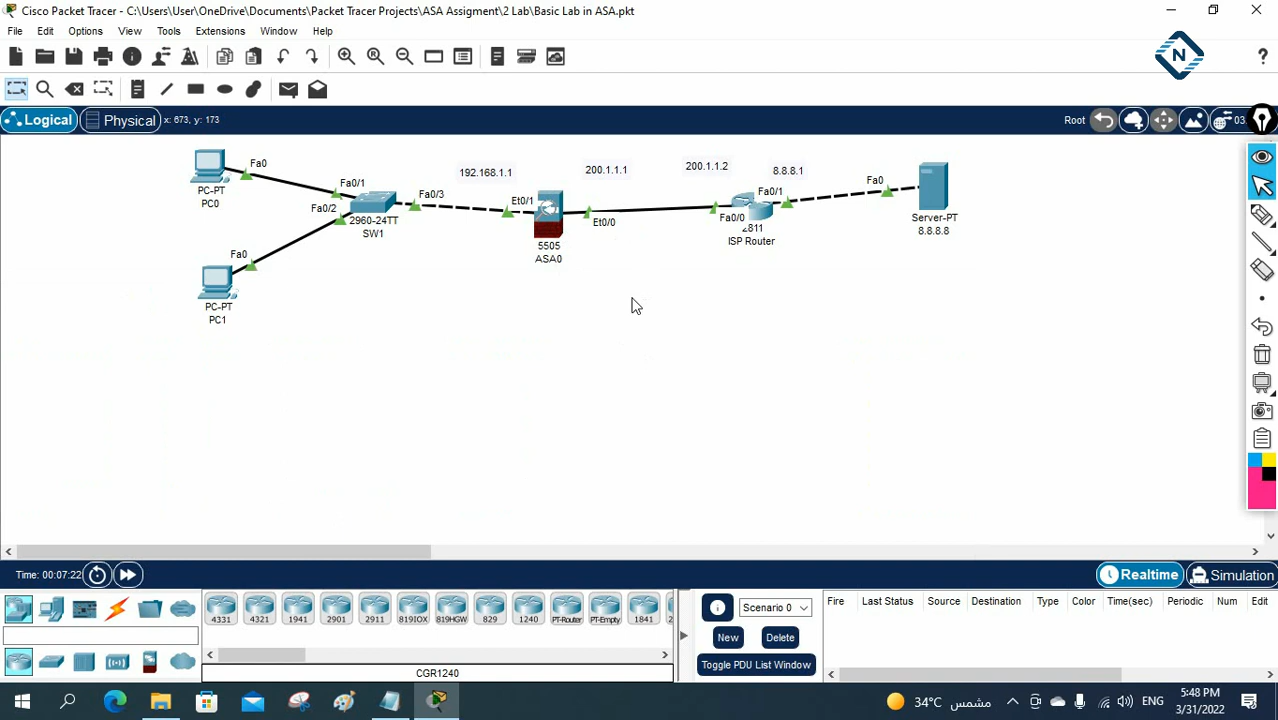 Cisco Packet Tracer - C:\Users\User\OneDrive\Documents\Packet Tracer Projects\ASA Assigment\2 Lab\Basic Lab in ASA.pkt
File Edit Options View Tools Extensions Window Help
N
?
Logical Physical x: 673, y: 173 Root 03
192.168.1.1 200.1.1.1 200.1.1.2 8.8.8.1
Fa0 Fa0/1 Fa0/3 Et0/1 Et0/0 Fa0/0 Fa0/1 Fa0
PC-PT
PC0
Fa0/2
2960-24TT
SW1
5505
ASA0
2811
ISP Router
Server-PT
8.8.8.8
Fa0
PC-PT
PC1
Time: 00:07:22 Realtime Simulation
4331 4321 1941 2901 2911 819IOX 819HGW 829 1240 PT-Router PT-Empty 1841 2
CGR1240
Scenario 0
New Delete
Toggle PDU List Window
Fire Last Status Source Destination Type Color Time(sec) Periodic Num Edit
34°C مشمس ENG 5:48 PM
3/31/2022